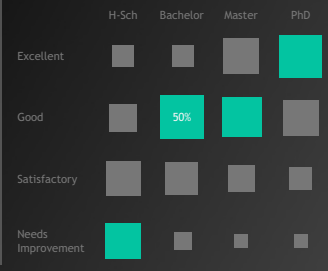 H-Sch Bachelor Master PhD
Excellent
Good 50%
Satisfactory
Needs
Improvement